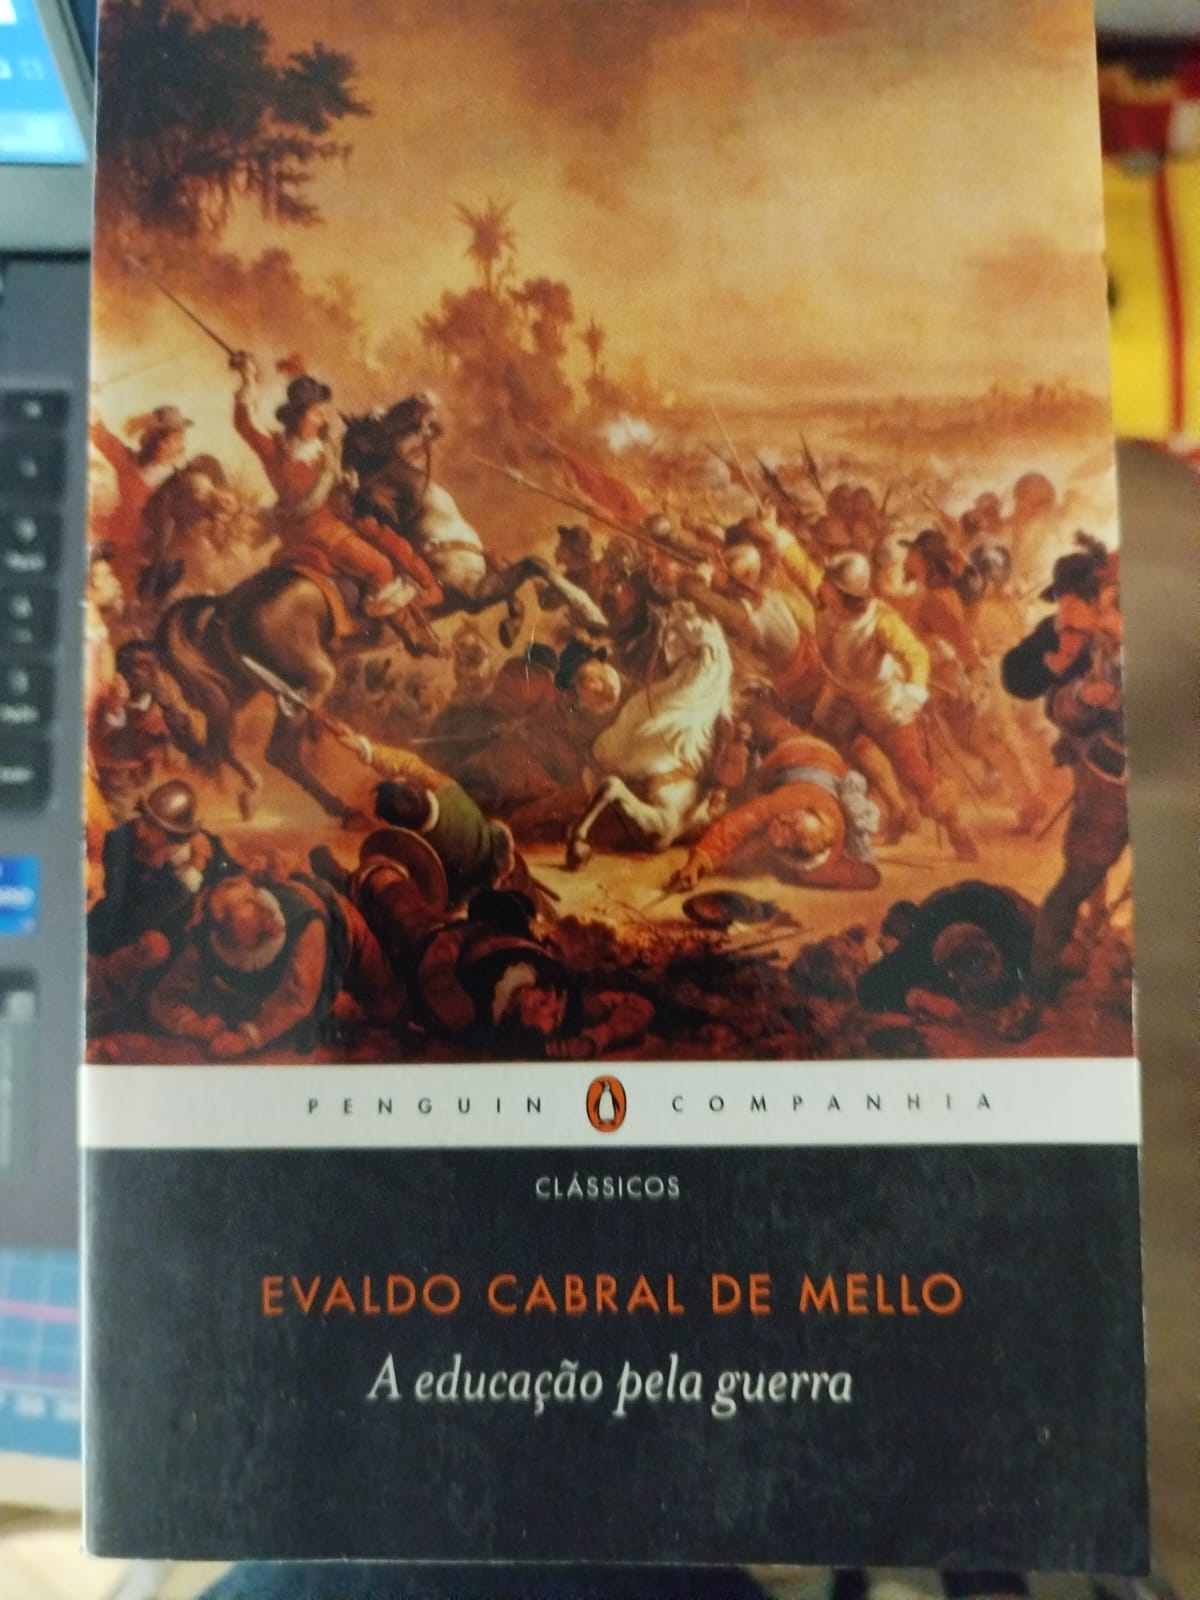 PENGUIN COMPANHIA
CLÁSSICOS
EVALDO CABRAL DE MELLO
A educação pela guerra